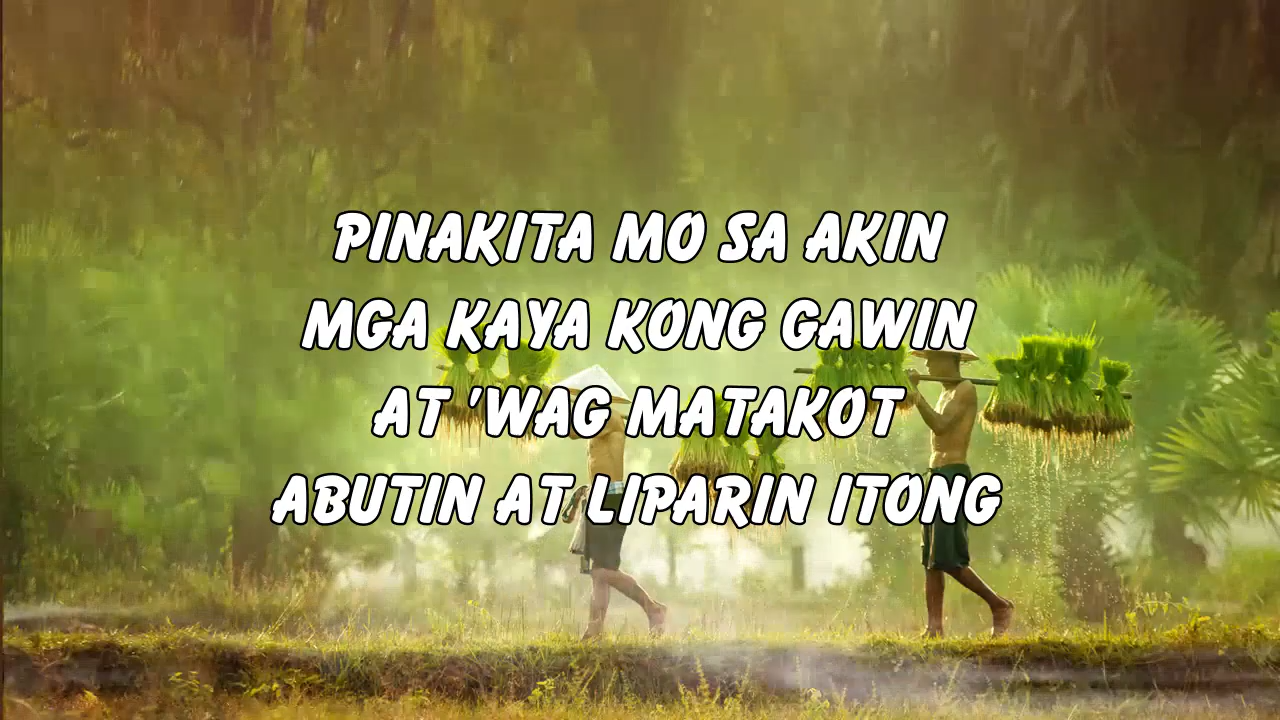 PINAKITA MO SA AKIN
MGA KAYA KONG GAWIN
AT 'WAG MATAKOT
ABUTIN AT LIPARIN ITONG